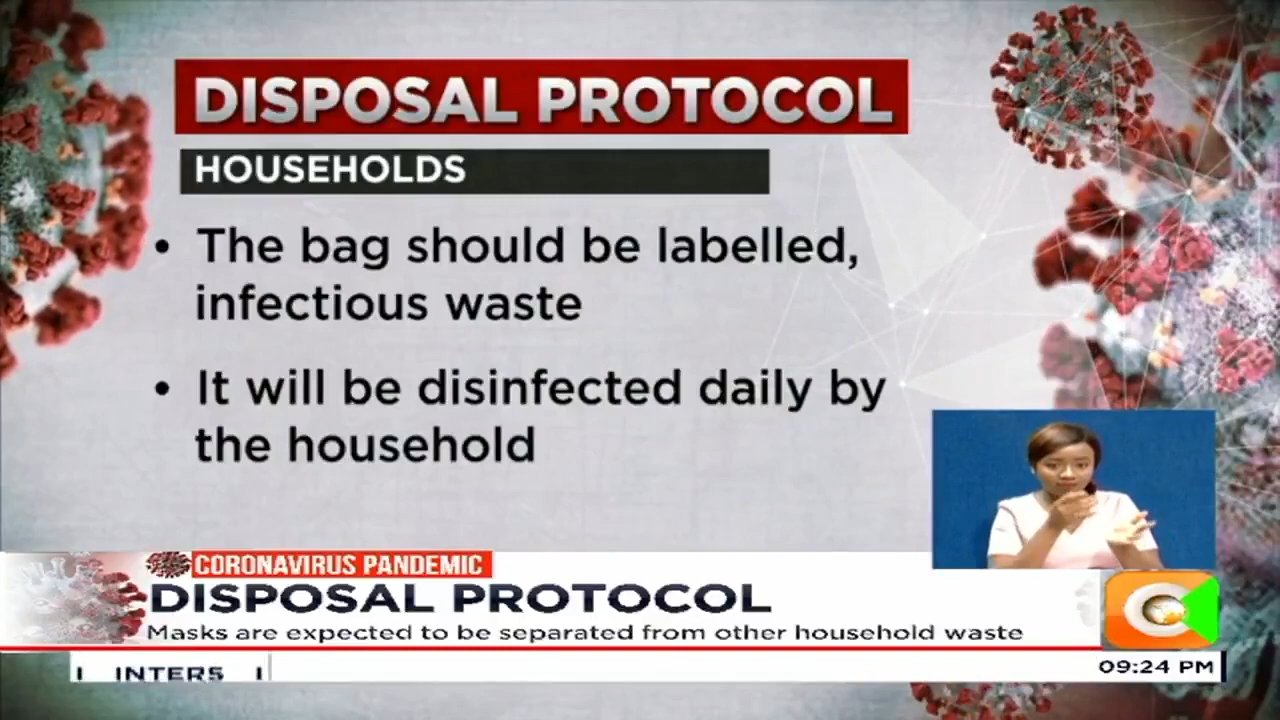 DISPOSAL PROTOCOL
HOUSEHOLDS
• The bag should be labelled,
infectious waste
• It will be disinfected daily by
the household
CORONAVIRUS PANDEMIC
DISPOSAL PROTOCOL
Masks are expected to be separated from other household waste
INTERS
09:24 PM